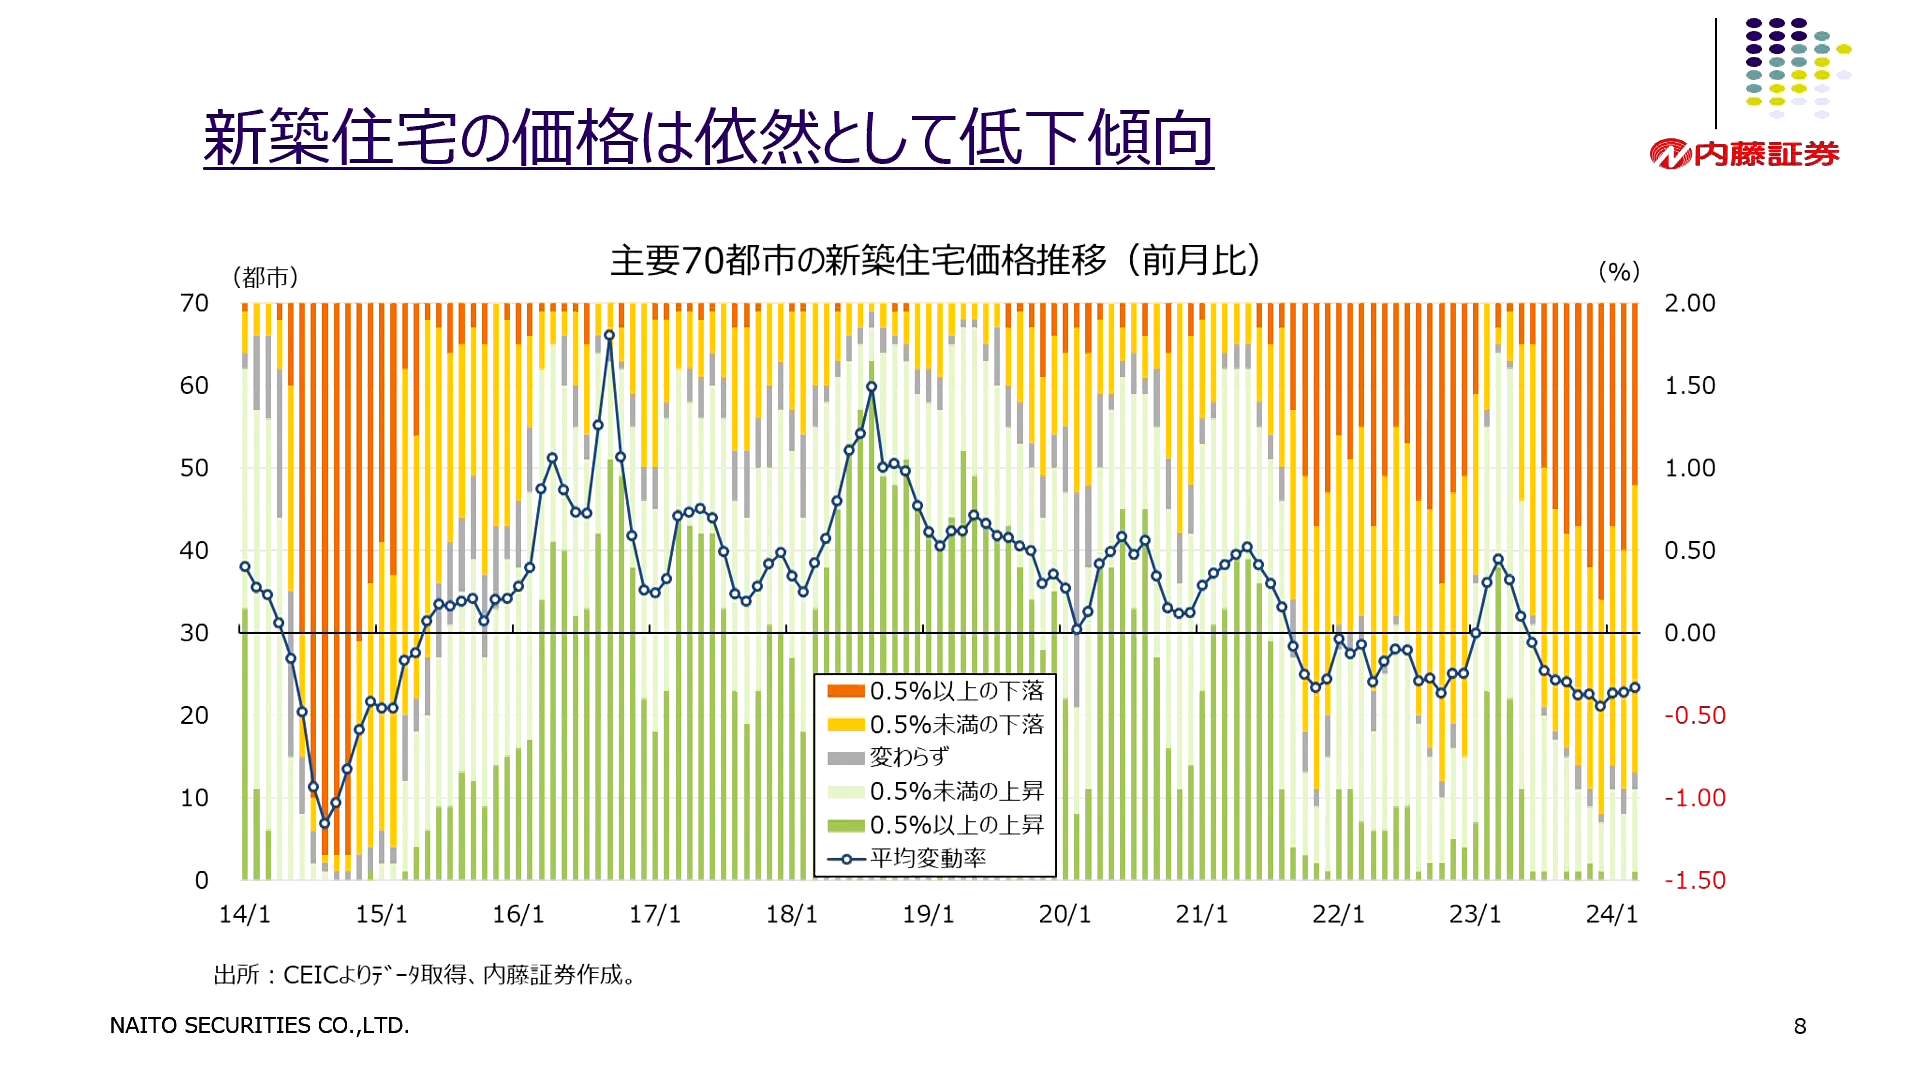 新築住宅の価格は依然として低下傾向
内藤証券
主要70都市の新築住宅価格推移（前月比）
（都市）
（%）
70
60
50
40
30
20
10
0
2.00
1.50
1.00
0.50
0.00
-0.50
-1.00
-1.50
0.5%以上の下落
0.5%未満の下落
変わらず
0.5%未満の上昇
0.5%以上の上昇
平均変動率
14/1 15/1 16/1 17/1 18/1 19/1 20/1 21/1 22/1 23/1 24/1
出所：CEICよりﾃﾞｰﾀ取得、内藤証券作成。
NAITO SECURITIES CO.,LTD.
8